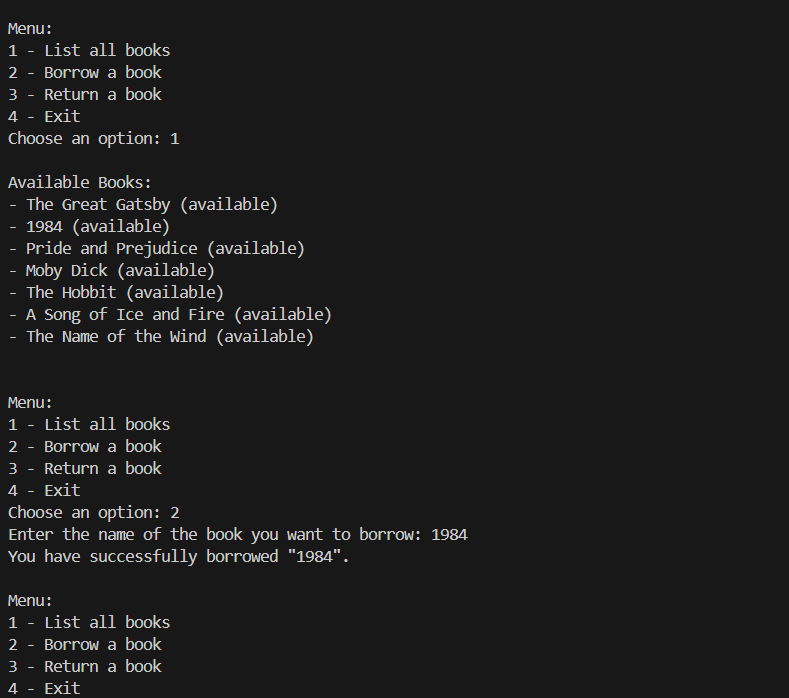 Menu:
1 - List all books
2 - Borrow a book
3 - Return a book
4 - Exit
Choose an option: 1
Available Books:
- The Great Gatsby (available)
- 1984 (available)
- Pride and Prejudice (available)
- Moby Dick (available)
- The Hobbit (available)
- A Song of Ice and Fire (available)
- The Name of the Wind (available)
Menu:
1 - List all books
2 - Borrow a book
3 - Return a book
4 - Exit
Choose an option: 2
Enter the name of the book you want to borrow: 1984
You have successfully borrowed "1984".
Menu:
1 - List all books
2 - Borrow a book
3 - Return a book
4 - Exit